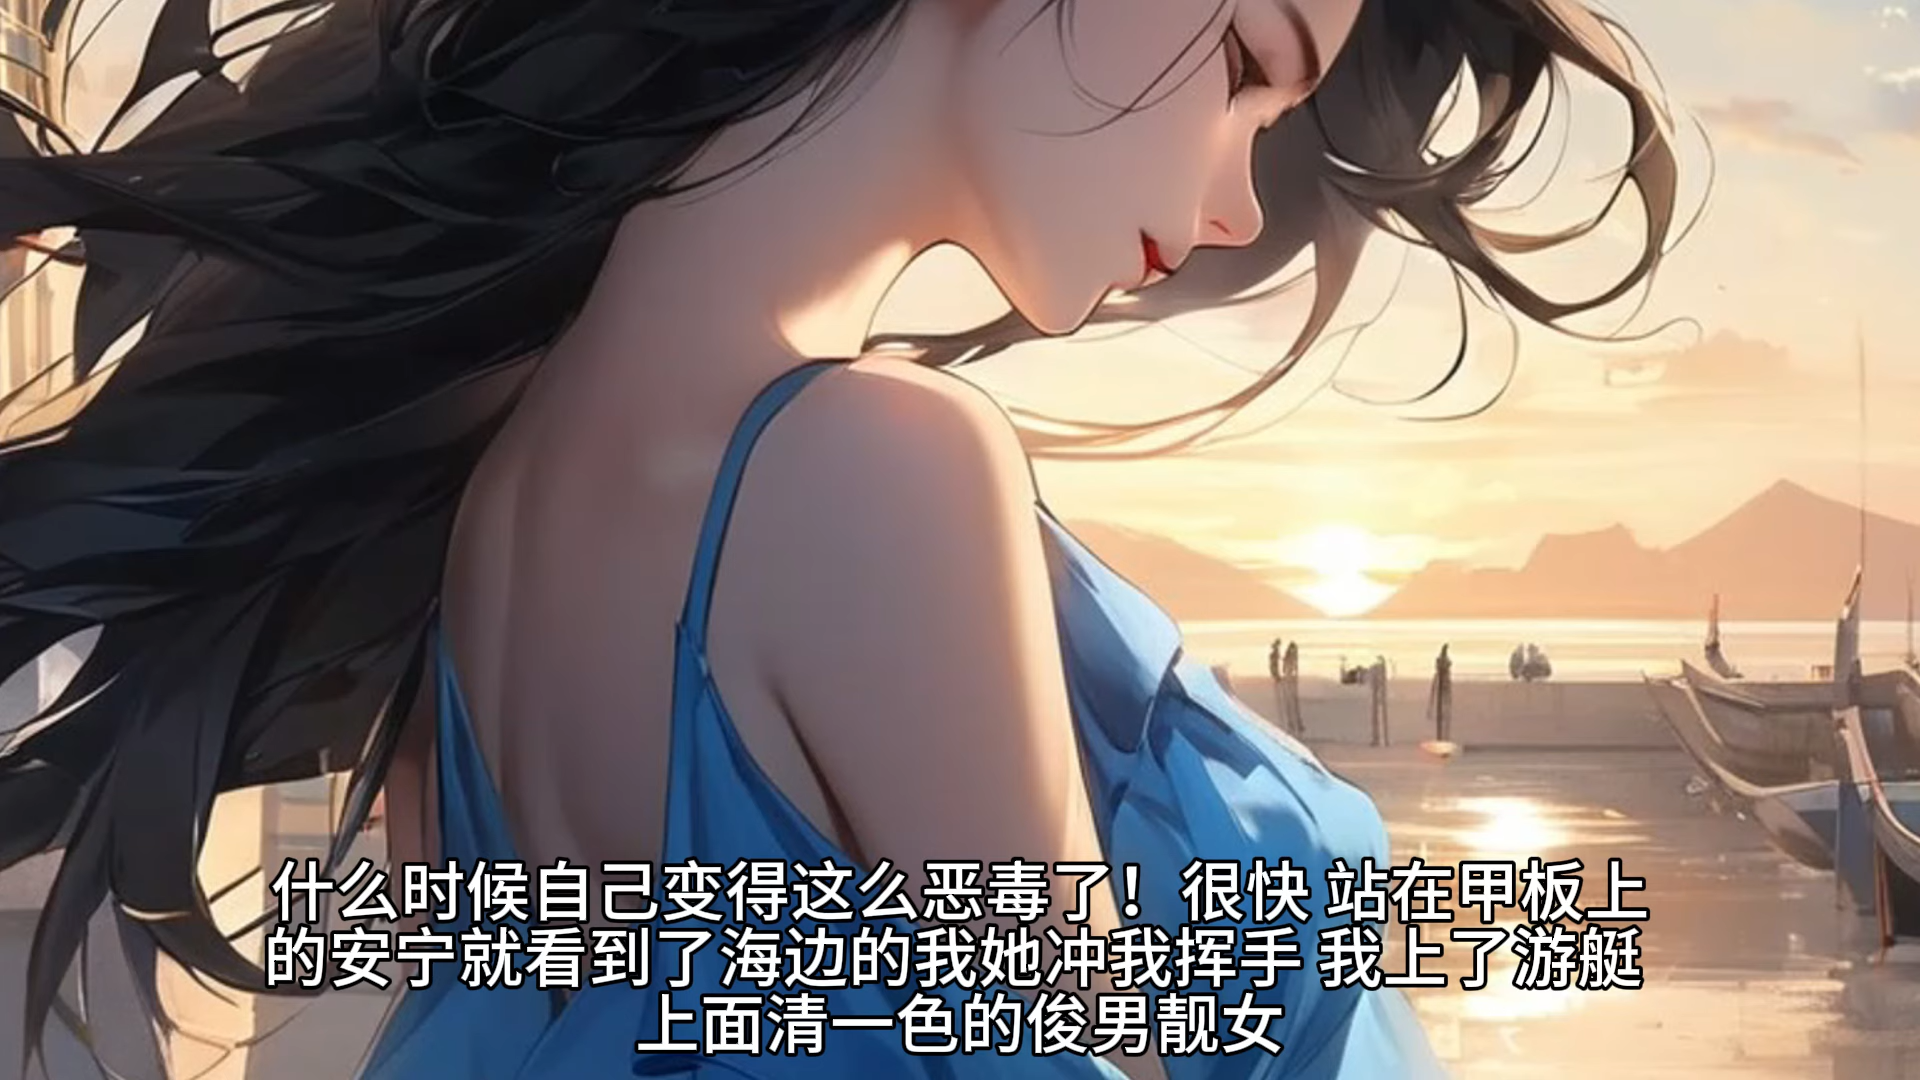 什么时候自己变得这么恶毒了！很快 站在甲板上
的安宁就看到了海边的我她冲我挥手 我上了游艇
上面清一色的俊男靓女